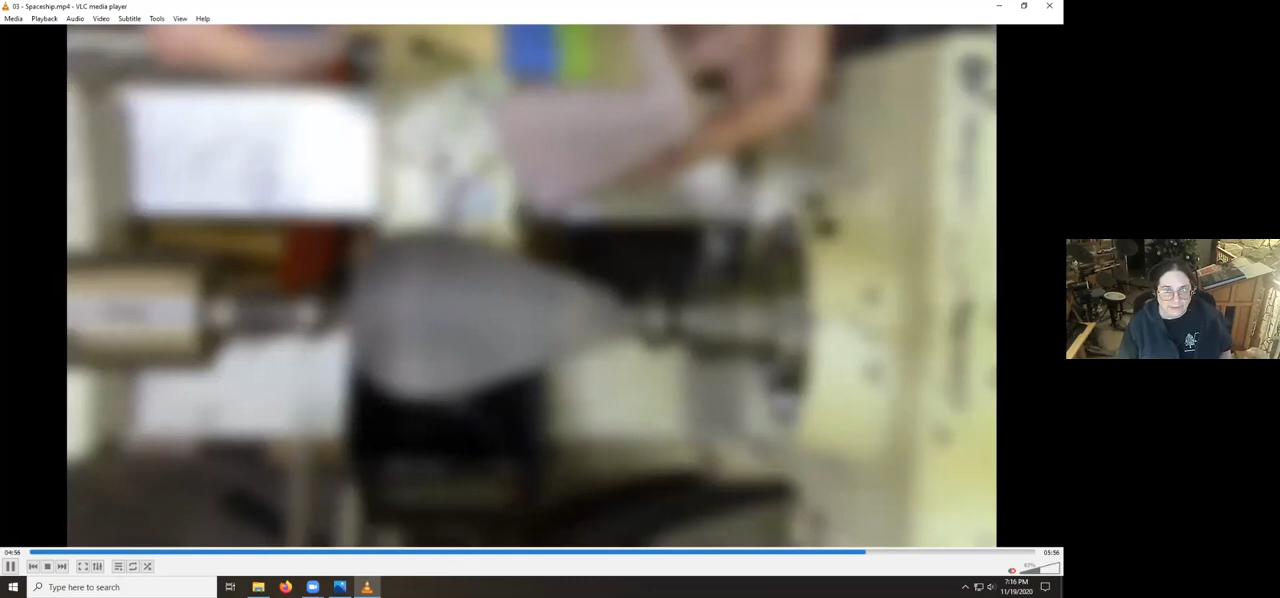 03 - Spaceship.mp4 - VLC media player
Media Playback Audio Video Subtitle Tools View Help
04:56
05:56
67%
Type here to search
7:16 PM
11/19/2020